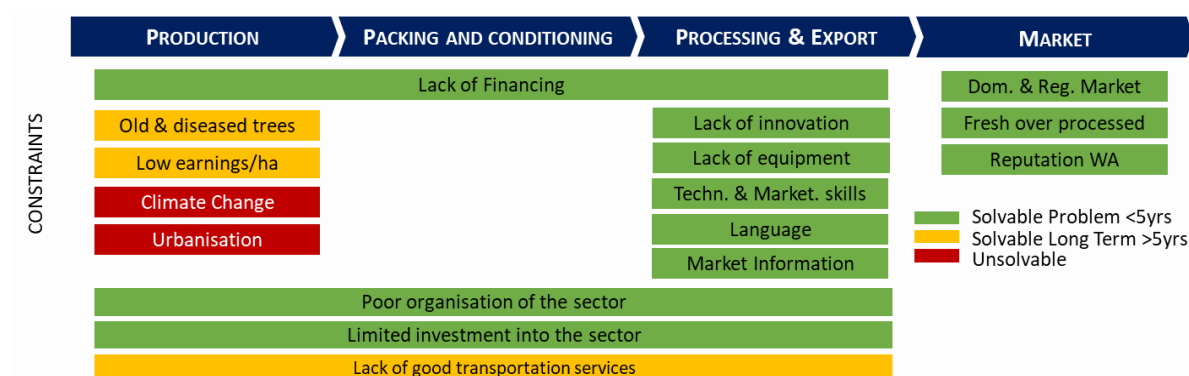 PRODUCTION
PACKING AND CONDITIONING
PROCESSING & EXPORT
MARKET
CONSTRAINTS
Lack of Financing
Old & diseased trees
Low earnings/ha
Climate Change
Urbanisation
Lack of innovation
Lack of equipment
Techn. & Market. skills
Language
Market Information
Dom. & Reg. Market
Fresh over processed
Reputation WA
Solvable Problem <5yrs
Solvable Long Term >5yrs
Unsolvable
Poor organisation of the sector
Limited investment into the sector
Lack of good transportation services